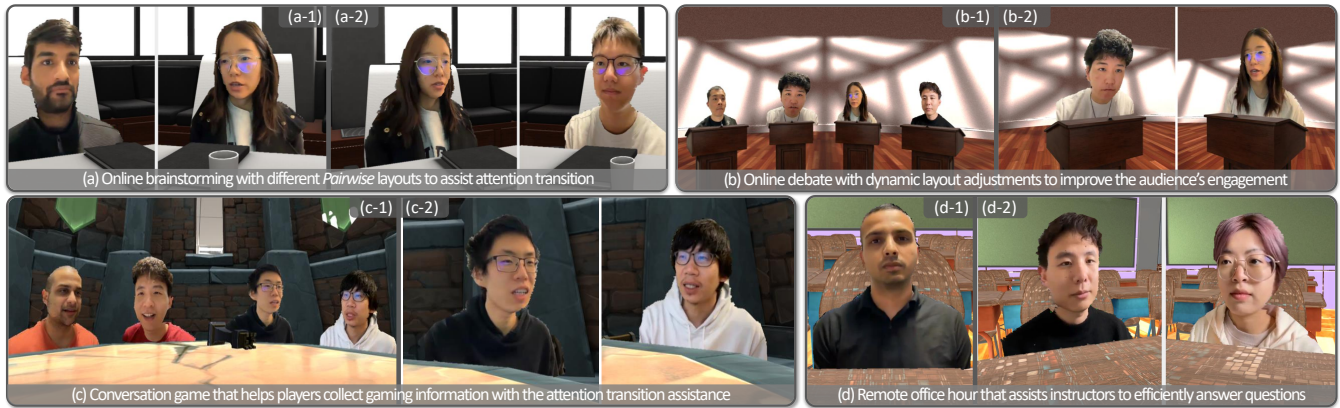 (a-1)
(a-2)
(a) Online brainstorming with different Pairwise layouts to assist attention transition
(b-1)
(b-2)
(b) Online debate with dynamic layout adjustments to improve the audience's engagement
(c-1)
(c-2)
(c) Conversation game that helps players collect gaming information with the attention transition assistance
(d-1)
(d-2)
(d) Remote office hour that assists instructors to efficiently answer questions